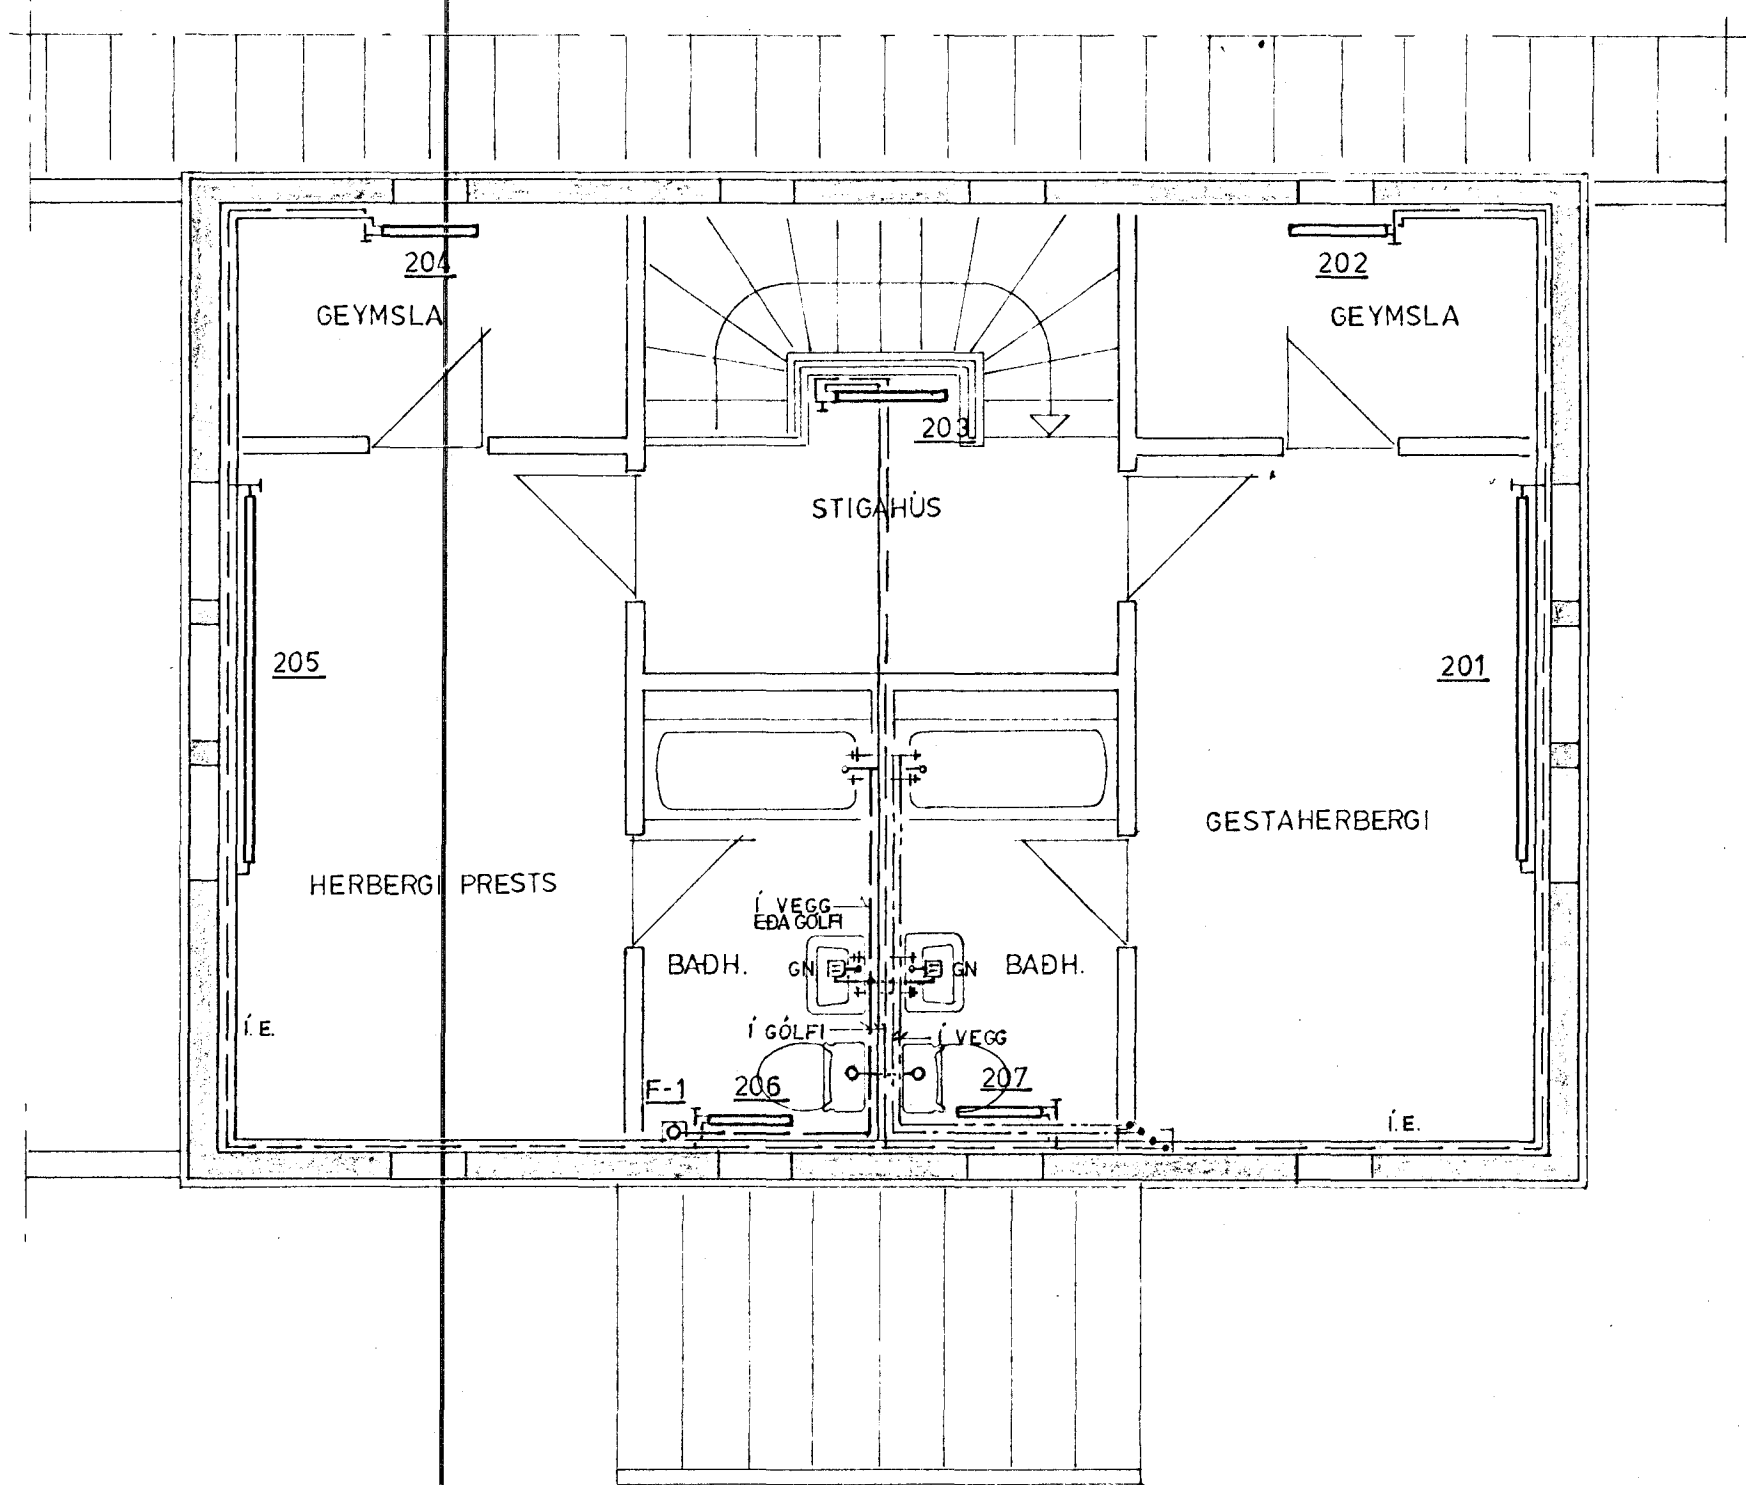 204
202
GEYMSLA
GEYMSLA
203
STIGAHÚS
205
201
GESTAHERBERGI
HERBERGI PRESTS
Í VEGG
EÐA GÓLFI
BAÐH.
GN
GN
BAÐH.
Í.E.
Í GÓLFI
Í VEGG
F-1
206
207
Í.E.